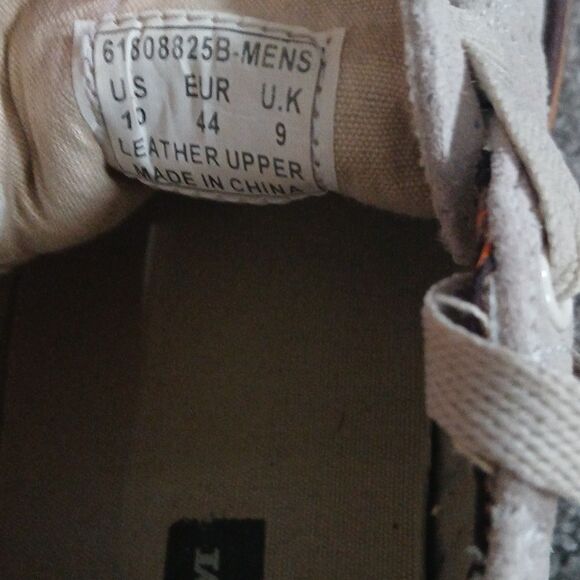 61808825B-MENS
US EUR U.K
10 44 9
LEATHER UPPER
MADE IN CHINA